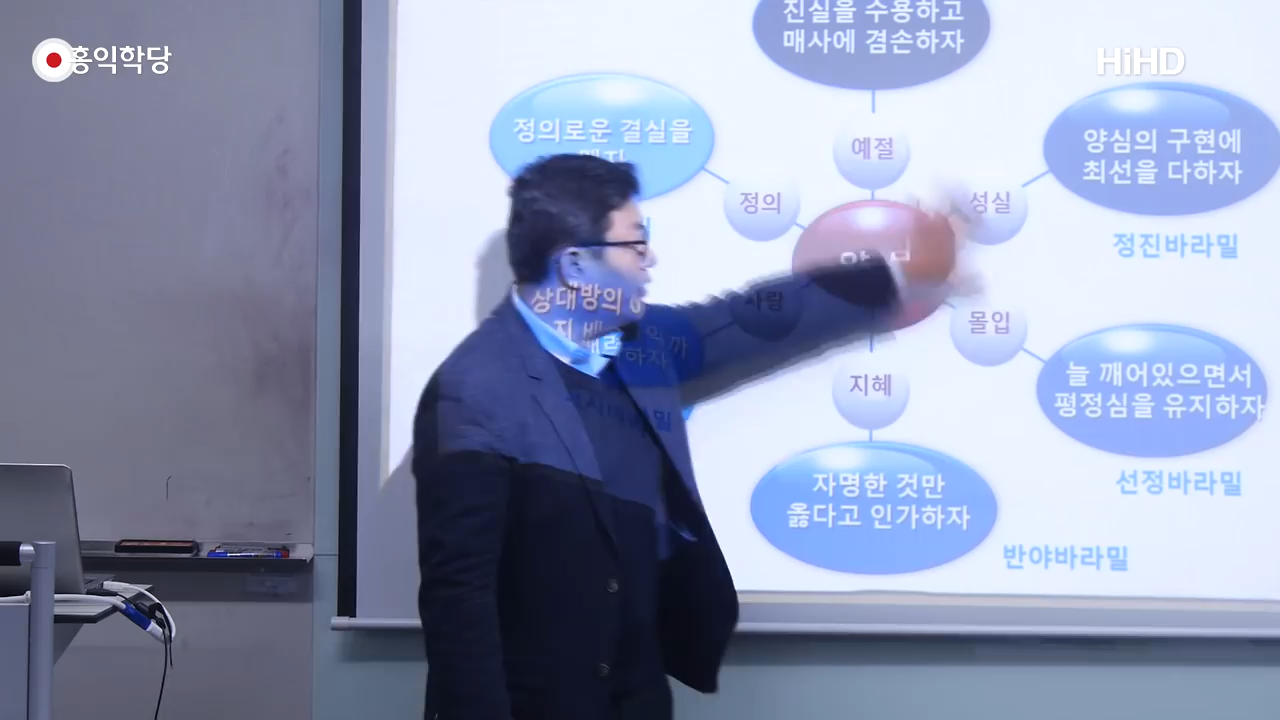 홍익학당
HiHD
진실을 수용하고
매사에 겸손하자
정의로운 결실을
예절
양심의 구현에
최선을 다하자
정의
성실
정진바라밀
상대방의
사랑
몰입
지혜
늘 깨어있으면서
평정심을 유지하자
선정바라밀
자명한 것만
옳다고 인가하자
반야바라밀